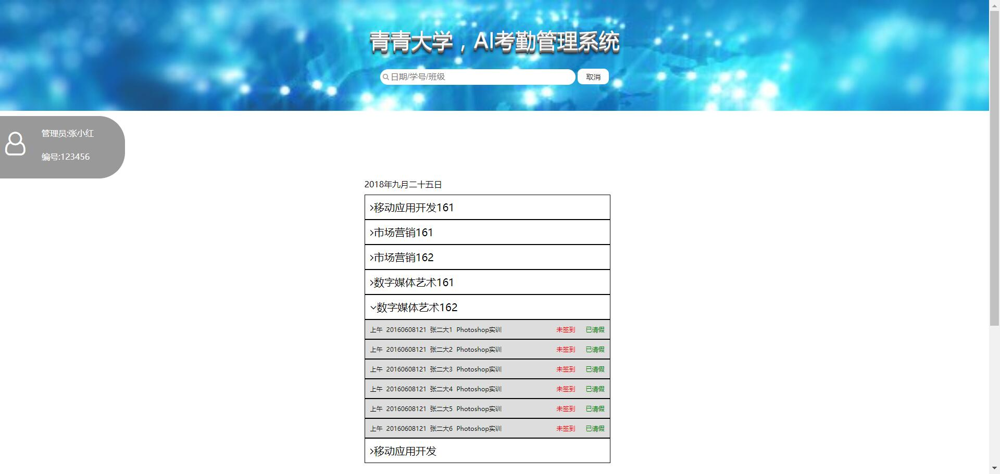 青青大学，AI考勤管理系统
日期/学号/班级 取消
管理员:张小红
编号:123456
2018年九月二十五日
>移动应用开发161
>市场营销161
>市场营销162
>数字媒体艺术161
数字媒体艺术162
上午 20160608121 张二大1 Photoshop实训 未签到 已请假
上午 20160608121 张二大2 Photoshop实训 未签到 已请假
上午 20160608121 张二大3 Photoshop实训 未签到 已请假
上午 20160608121 张二大4 Photoshop实训 未签到 已请假
上午 20160608121 张二大5 Photoshop实训 未签到 已请假
上午 20160608121 张二大6 Photoshop实训 未签到 已请假
>移动应用开发